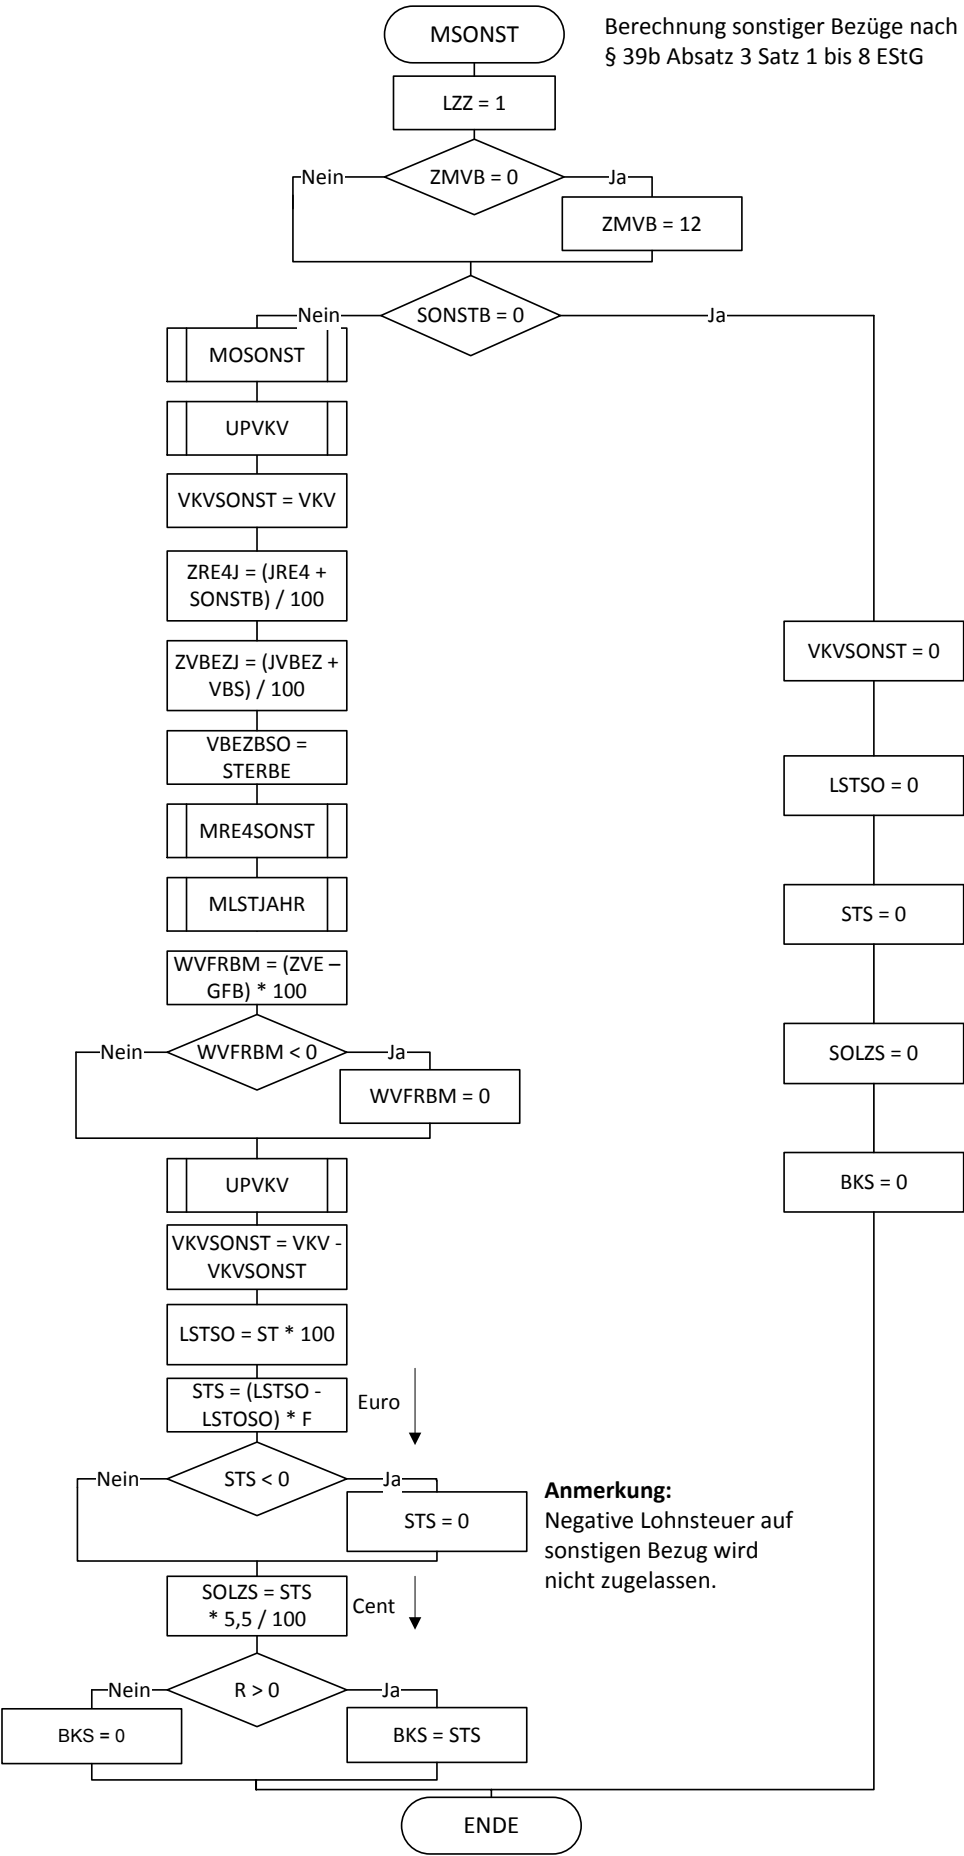 MSONST
Berechnung sonstiger Bezüge nach
§ 39b Absatz 3 Satz 1 bis 8 EStG
LZZ = 1
Nein
ZMVB = 0
Ja
ZMVB = 12
Nein
SONSTB = 0
Ja
MOSONST
UPVKV
VKVSONST = VKV
ZRE4J = (JRE4 +
SONSTB) / 100
ZVBEZJ = (JVBEZ +
VBS) / 100
VBEZBSO =
STERBE
MRE4SONST
MLSTJAHR
WVFRBM = (ZVE –
GFB) * 100
Nein
WVFRBM < 0
Ja
WVFRBM = 0
UPVKV
VKVSONST = VKV -
VKVSONST
LSTSO = ST * 100
STS = (LSTSO -
LSTOSO) * F
Euro
Nein
STS < 0
Ja
STS = 0
Anmerkung:
Negative Lohnsteuer auf
sonstigen Bezug wird
nicht zugelassen.
SOLZS = STS
* 5,5 / 100
Cent
Nein
R > 0
Ja
BKS = 0
BKS = STS
VKVSONST = 0
LSTSO = 0
STS = 0
SOLZS = 0
BKS = 0
ENDE